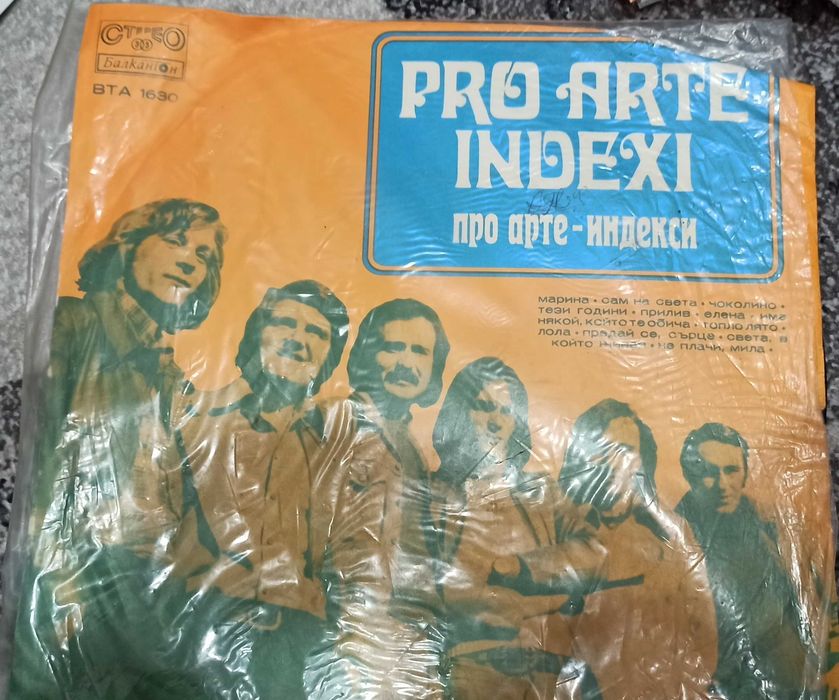 СТЕРЕО
33
Балкантон
ВТА 1630
PRO ARTE
INDEXI
про арте-индекси
марина • сам на света • чоколино •
тези години • прилив • елена • има
някой, който те обича • топло лято •
лола • предай се, сърце • света, в
който живея • не плачи, мила •